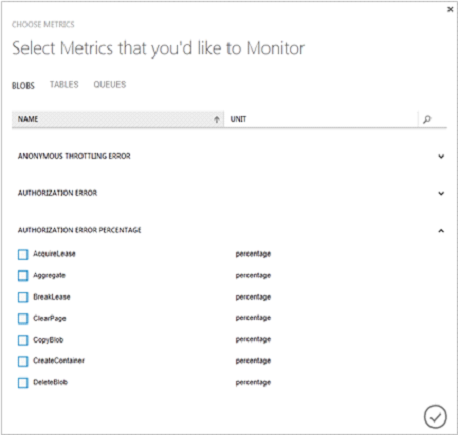 CHOOSE METRICS
Select Metrics that you'd like to Monitor
BLOBS TABLES QUEUES
NAME UNIT
ANONYMOUS THROTTLING ERROR
AUTHORIZATION ERROR
AUTHORIZATION ERROR PERCENTAGE
AcquireLease percentage
Aggregate percentage
BreakLease percentage
ClearPage percentage
CopyBlob percentage
CreateContainer percentage
DeleteBlob percentage